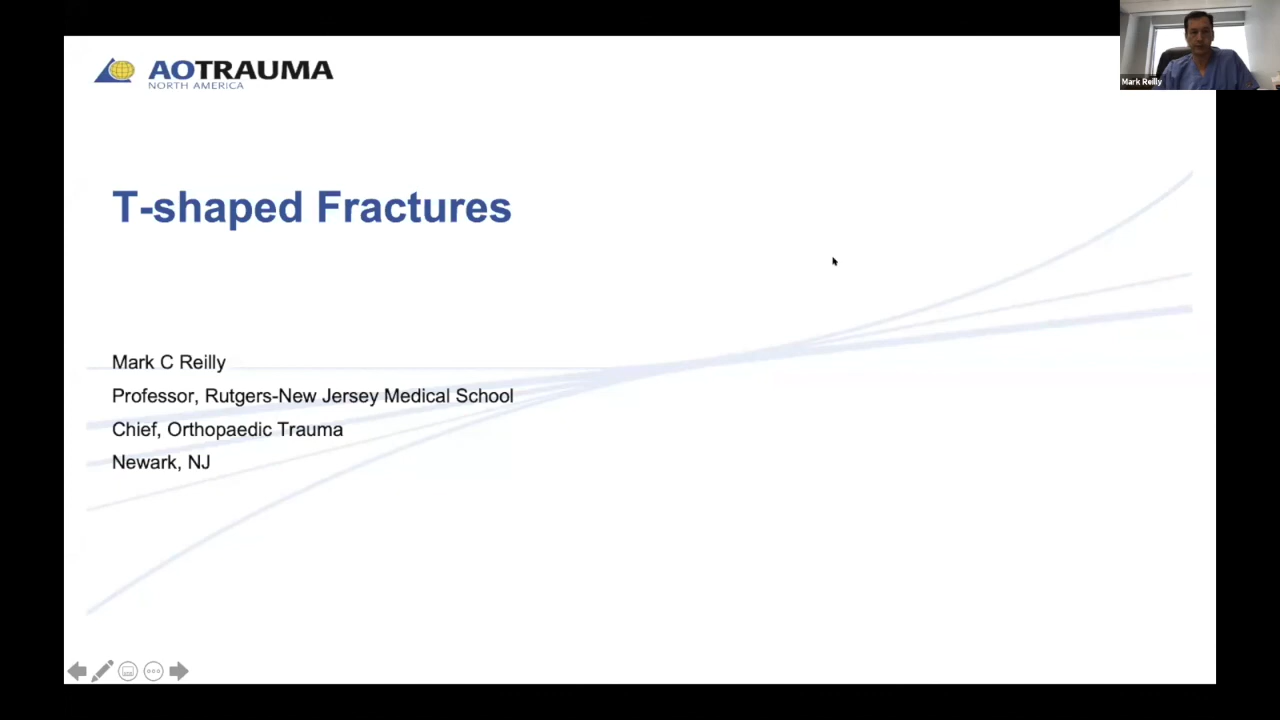 AOTRAUMA
NORTH AMERICA
Mark Reilly
T-shaped Fractures
Mark C Reilly
Professor, Rutgers-New Jersey Medical School
Chief, Orthopaedic Trauma
Newark, NJ